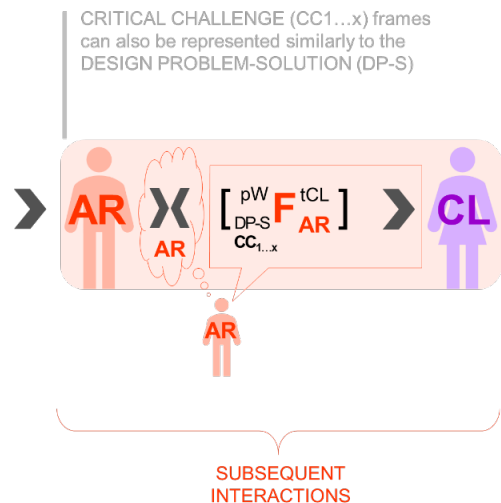 CRITICAL CHALLENGE (CC1...x) frames
can also be represented similarly to the
DESIGN PROBLEM-SOLUTION (DP-S)
AR
AR
[ pW DP-S CC1...x F tCL AR ]
CL
AR
SUBSEQUENT
INTERACTIONS